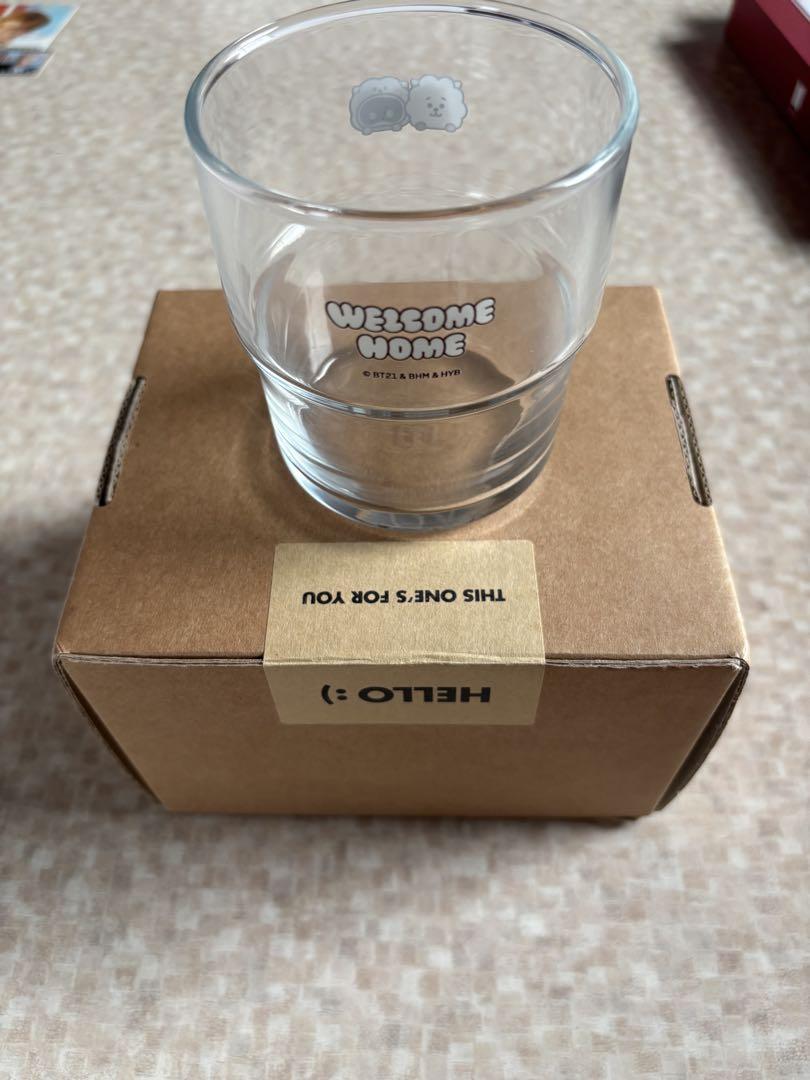 WELCOME
HOME
© BT21 & BHM & HYB
THIS ONE'S FOR YOU
HELLO :)